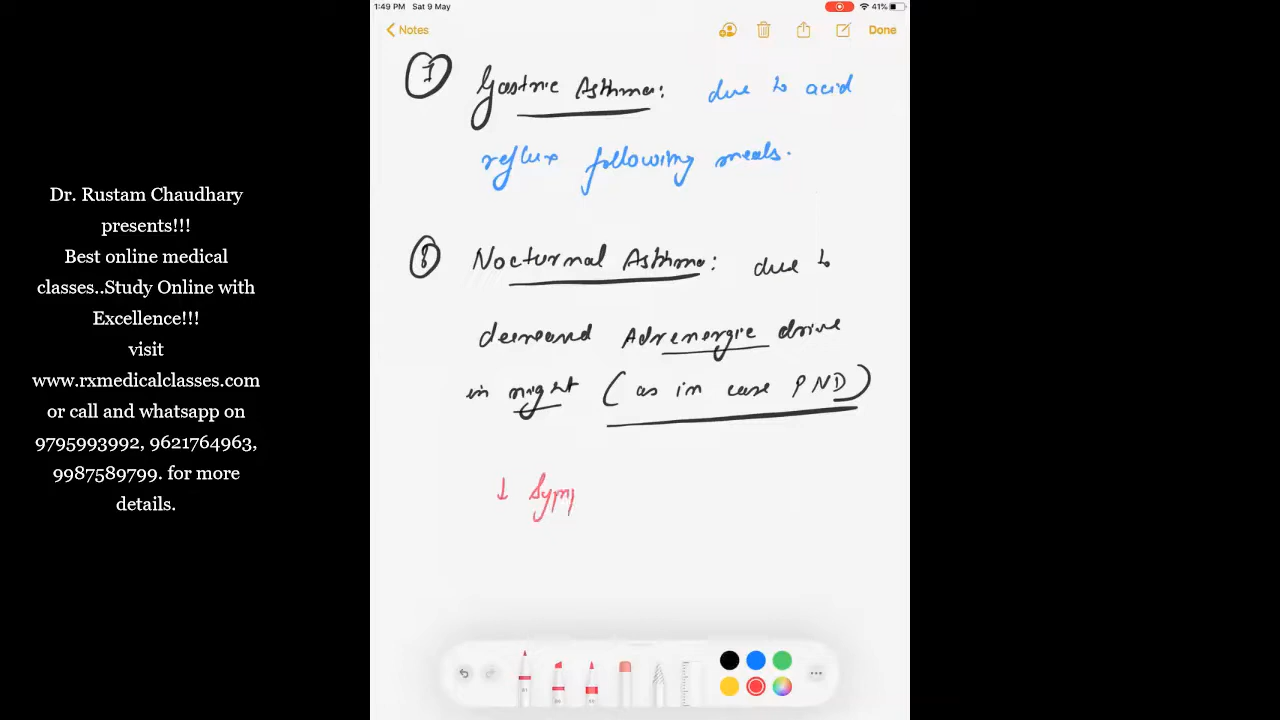 1:49 PM Sat 9 May
41%
Notes
Done
Dr. Rustam Chaudhary
presents!!!
Best online medical
classes..Study Online with
Excellence!!!
visit
www.rxmedicalclasses.com
or call and whatsapp on
9795993992, 9621764963,
9987589799. for more
details.
7 Gastric Asthma: due to acid
reflux following meals.
8 Nocturnal Asthma: due to
decreased Adrenergic drive
in night (as in case PND)
↓ Symp